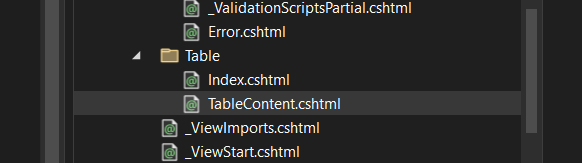 _ValidationScriptsPartial.cshtml
Error.cshtml
Table
Index.cshtml
TableContent.cshtml
_ViewImports.cshtml
_ViewStart.cshtml